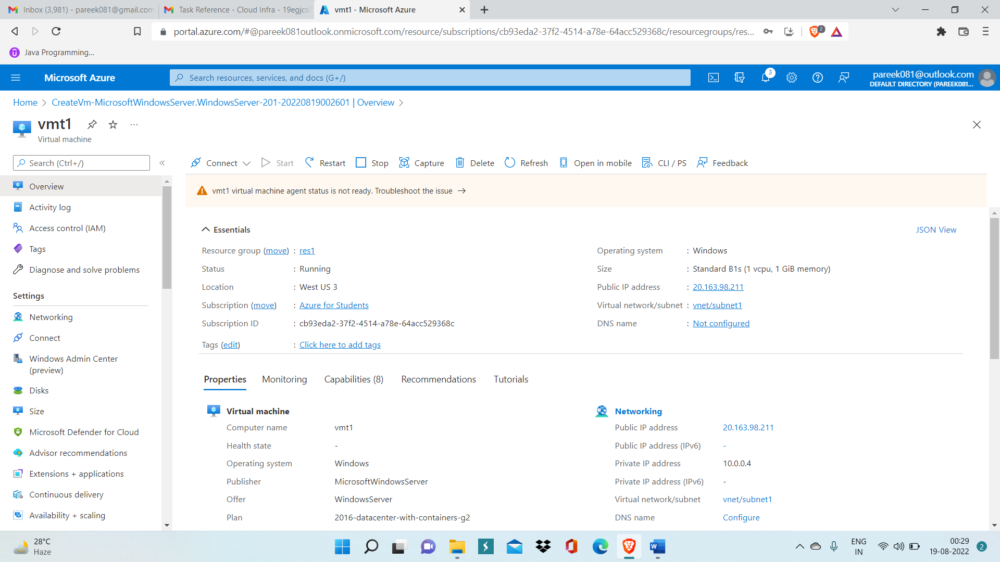 Inbox (3,981) - pareek081@gmail.com
Task Reference - Cloud Infra - 19egjcs
vmt1 - Microsoft Azure
portal.azure.com/#@pareek081outlook.onmicrosoft.com/resource/subscriptions/cb93eda2-37f2-4514-a78e-64acc529368c/resourcegroups/res...
2
Java Programming...
Microsoft Azure
Search resources, services, and docs (G+/)
3
pareek081@outlook.com
DEFAULT DIRECTORY (PAREEK081...
Home > CreateVm-MicrosoftWindowsServer.WindowsServer-201-20220819002601 | Overview >
vmt1
Virtual machine
Search (Ctrl+/)
Connect
Start
Restart
Stop
Capture
Delete
Refresh
Open in mobile
CLI / PS
Feedback
Overview
Activity log
Access control (IAM)
Tags
Diagnose and solve problems
Settings
Networking
Connect
Windows Admin Center
(preview)
Disks
Size
Microsoft Defender for Cloud
Advisor recommendations
Extensions + applications
Continuous delivery
Availability + scaling
vmt1 virtual machine agent status is not ready. Troubleshoot the issue →
Essentials
JSON View
Resource group (move) : res1
Status : Running
Location : West US 3
Subscription (move) : Azure for Students
Subscription ID : cb93eda2-37f2-4514-a78e-64acc529368c
Tags (edit) : Click here to add tags
Operating system : Windows
Size : Standard B1s (1 vcpu, 1 GiB memory)
Public IP address : 20.163.98.211
Virtual network/subnet : vnet/subnet1
DNS name : Not configured
Properties
Monitoring
Capabilities (8)
Recommendations
Tutorials
Virtual machine
Computer name vmt1
Health state -
Operating system Windows
Publisher MicrosoftWindowsServer
Offer WindowsServer
Plan 2016-datacenter-with-containers-g2
Networking
Public IP address 20.163.98.211
Public IP address (IPv6) -
Private IP address 10.0.0.4
Private IP address (IPv6) -
Virtual network/subnet vnet/subnet1
DNS name Configure
28°C
Haze
ENG
IN
00:29
19-08-2022
2